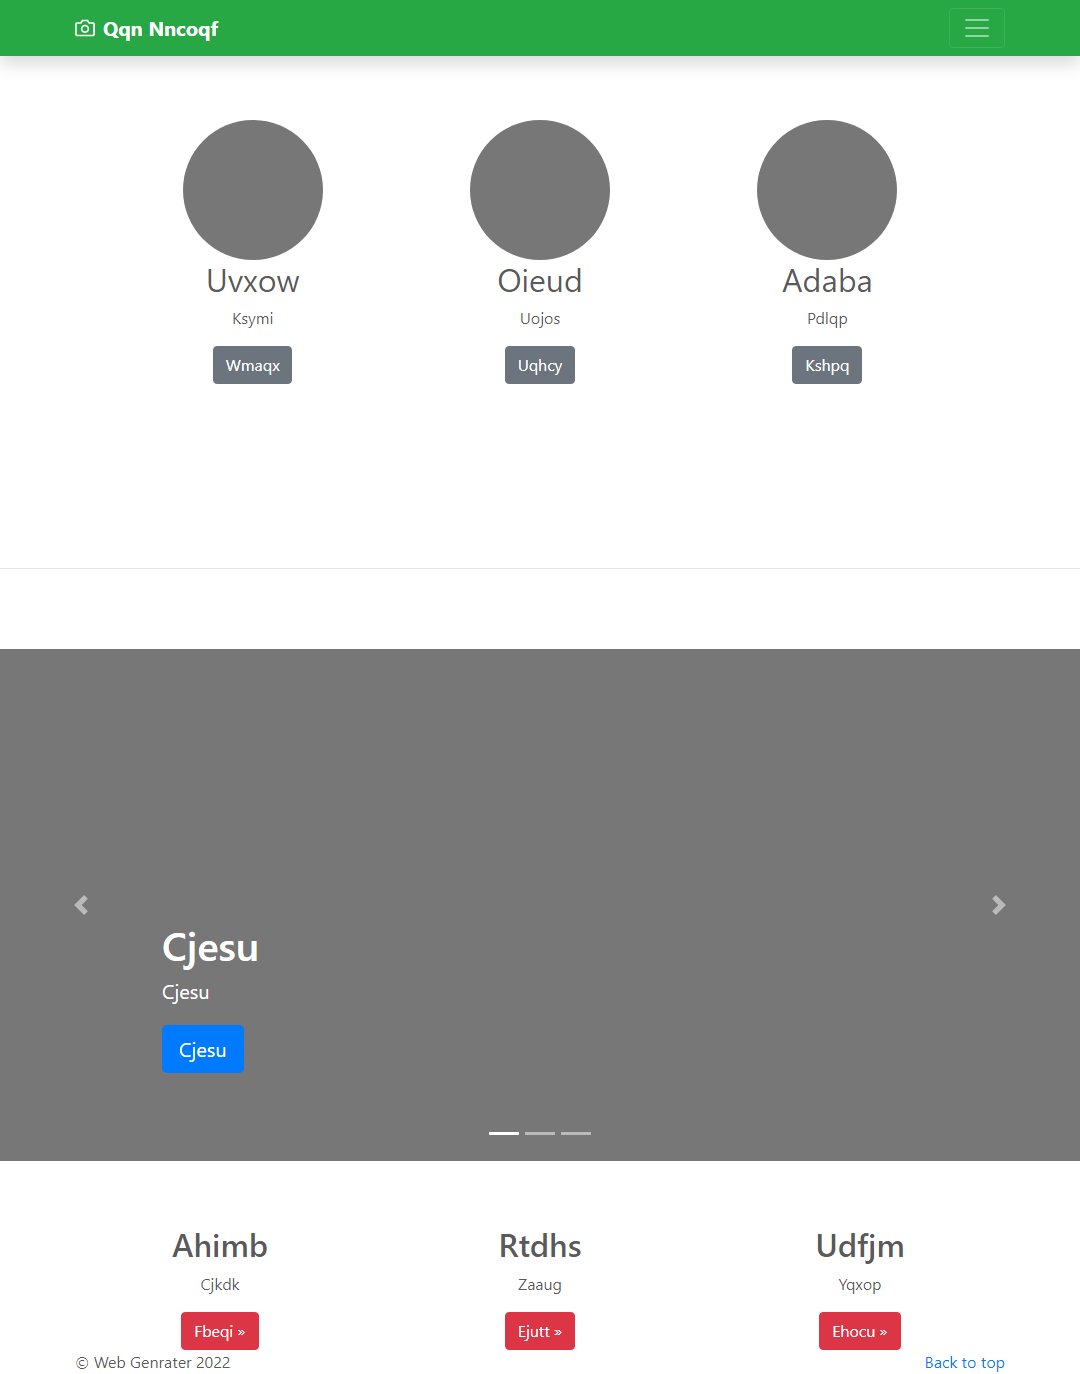 Qqn Nncoqf
Uvxow
Oieud
Adaba
Ksymi
Uojos
Pdlqp
Wmaqx
Uqhcy
Kshpq
Cjesu
Cjesu
Cjesu
Ahimb
Rtdhs
Udfjm
Cjkdk
Zaaug
Yqxop
Fbeqi »
Ejutt »
Ehocu »
© Web Genrater 2022
Back to top